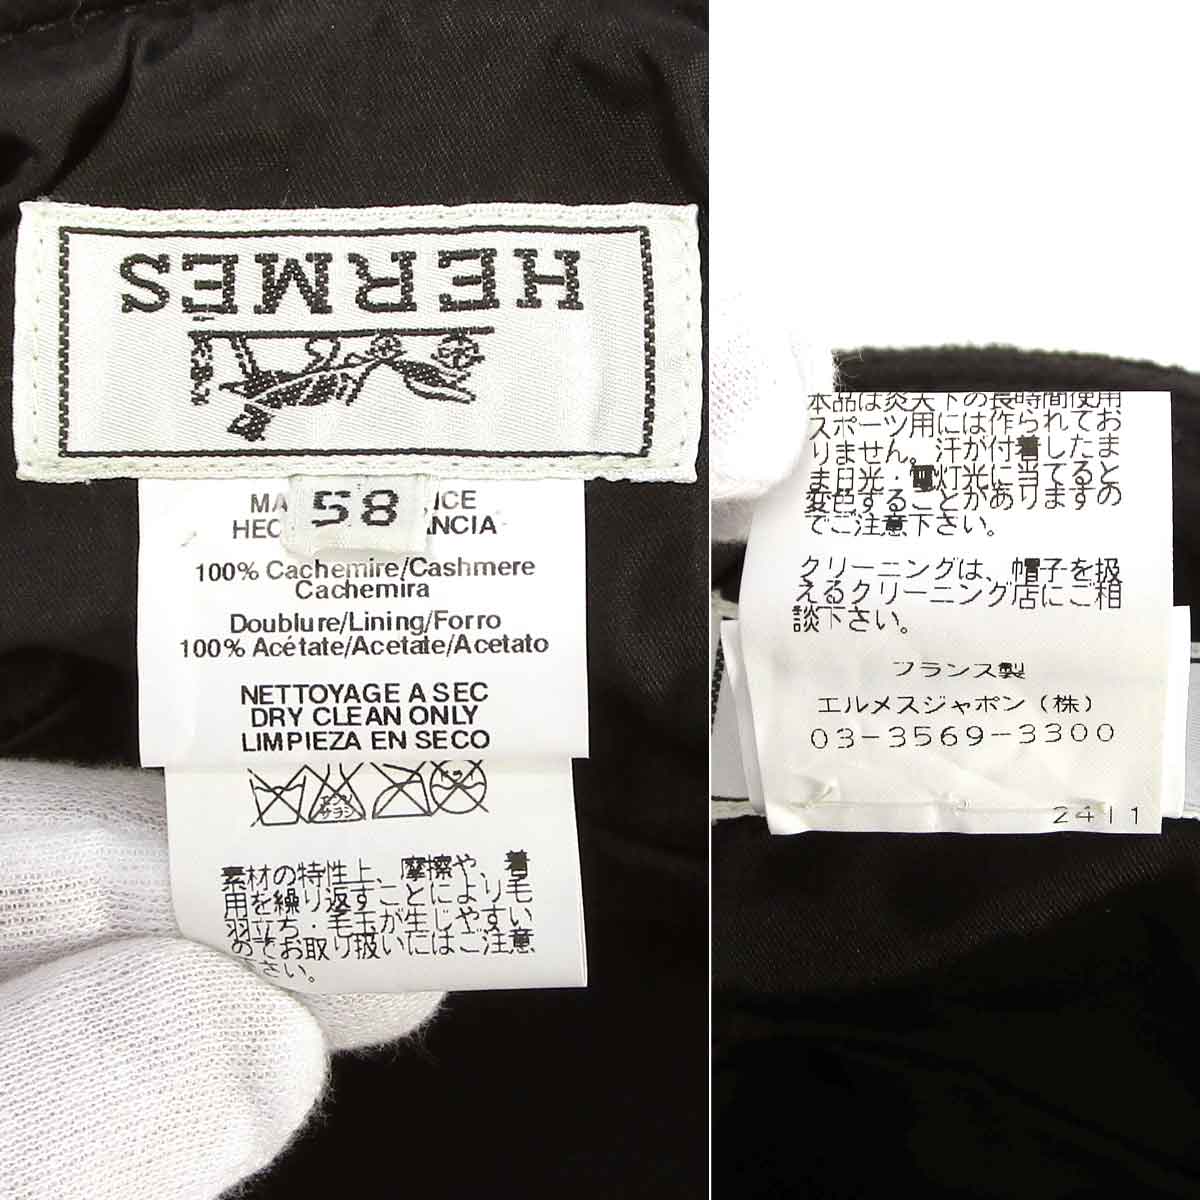 HERMES
58
HEC
ANCIA
100% Cachemire/Cashmere
Cachemira
Doublure/Lining/Forro
100% Acétate/Acetate/Acetato
NETTOYAGE A SEC
DRY CLEAN ONLY
LIMPIEZA EN SECO
エンソ
サラシ
素材の特性上、摩擦や、着
用を繰り返すことにより毛
羽立ち・毛玉が生じやすい
のでお取り扱いにはご注意
さい。
本品は炎天下の長時間使用
スポーツ用には作られてお
りません。汗が付着したま
ま日光・電灯光に当てると
変色することがありますの
でご注意下さい。
クリーニングは、帽子を扱
えるクリーニング店にご相
談下さい。
フランス製
エルメスジャポン(株)
03-3569-3300
2411